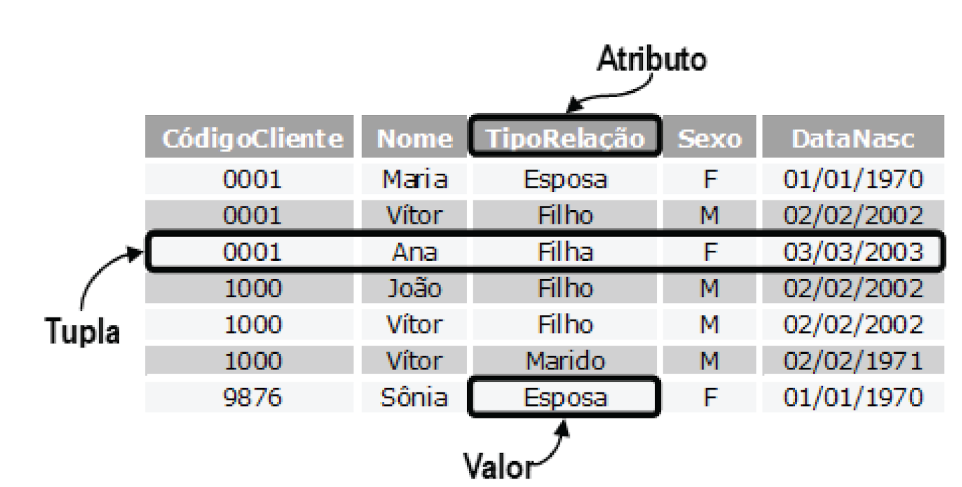 Atributo
CódigoCliente Nome TipoRelação Sexo DataNasc
0001 Maria Esposa F 01/01/1970
0001 Vítor Filho M 02/02/2002
0001 Ana Filha F 03/03/2003
1000 João Filho M 02/02/2002
Tupla
1000 Vítor Filho M 02/02/2002
1000 Vítor Marido M 02/02/1971
9876 Sônia Esposa F 01/01/1970
Valor